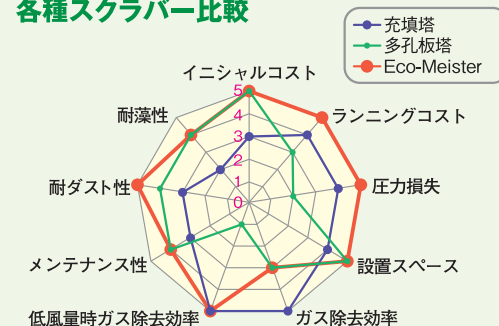 各種スクラバー比較
充填塔
多孔板塔
Eco-Meister
イニシャルコスト
耐藻性
ランニングコスト
5
4
3
2
1
0
耐ダスト性
圧力損失
メンテナンス性
設置スペース
低風量時ガス除去効率
ガス除去効率